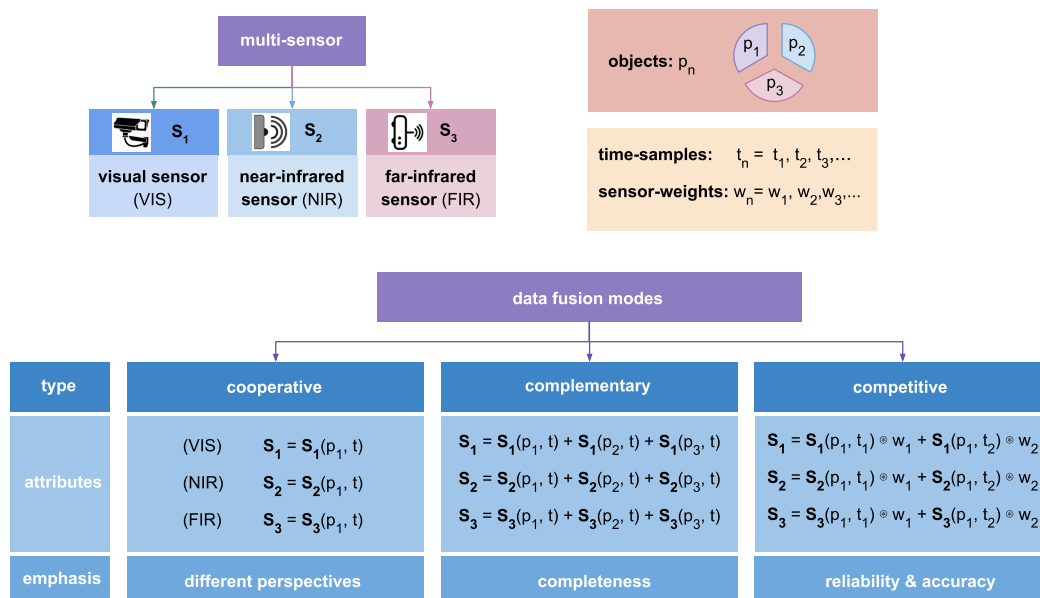 multi-sensor
S1
S2
S3
visual sensor
(VIS)
near-infrared
sensor (NIR)
far-infrared
sensor (FIR)
objects: pn
p1
p2
p3
time-samples: tn = t1, t2, t3,...
sensor-weights: wn= w1, w2,w3,...
data fusion modes
type
cooperative
complementary
competitive
attributes
(VIS) S1 = S1(p1, t)
(NIR) S2 = S2(p1, t)
(FIR) S3 = S3(p1, t)
S1 = S1(p1, t) + S1(p2, t) + S1(p3, t)
S2 = S2(p1, t) + S2(p2, t) + S2(p3, t)
S3 = S3(p1, t) + S3(p2, t) + S3(p3, t)
S1 = S1(p1, t1) ⊛ w1 + S1(p1, t2) ⊛ w2
S2 = S2(p1, t1) ⊛ w1 + S2(p1, t2) ⊛ w2
S3 = S3(p1, t1) ⊛ w1 + S3(p1, t2) ⊛ w2
emphasis
different perspectives
completeness
reliability & accuracy